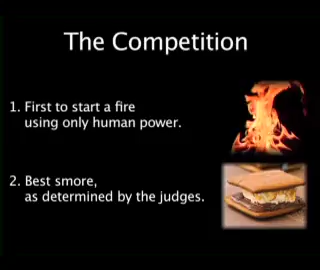 The Competition
1. First to start a fire
using only human power.
2. Best smore,
as determined by the judges.